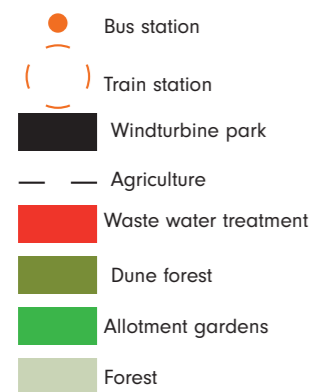 Bus station
Train station
Windturbine park
Agriculture
Waste water treatment
Dune forest
Allotment gardens
Forest